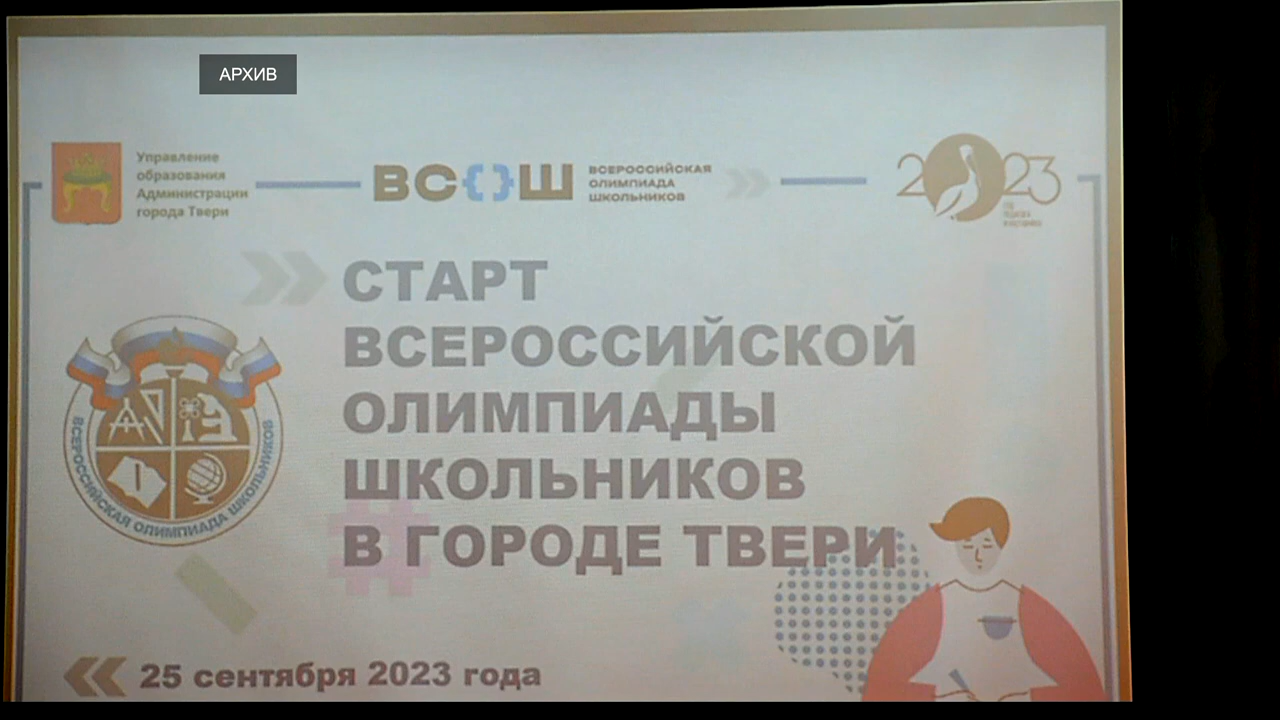 АРХИВ
Управление
образования
Администрации
города Твери
ВС{}Ш
ВСЕРОССИЙСКАЯ
ОЛИМПИАДА
ШКОЛЬНИКОВ
2023
СТАРТ
ВСЕРОССИЙСКОЙ
ОЛИМПИАДЫ
ШКОЛЬНИКОВ
В ГОРОДЕ ТВЕРИ
ВСЕРОССИЙСКАЯ ОЛИМПИАДА ШКОЛЬНИКОВ
25 сентября 2023 года